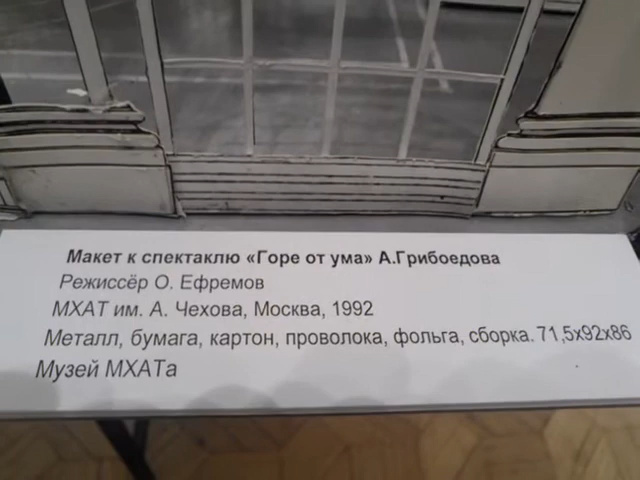 Макет к спектаклю «Горе от ума» А.Грибоедова
Режиссёр О. Ефремов
МХАТ им. А. Чехова, Москва, 1992
Металл, бумага, картон, проволока, фольга, сборка. 71,5х92х86
Музей МХАТа